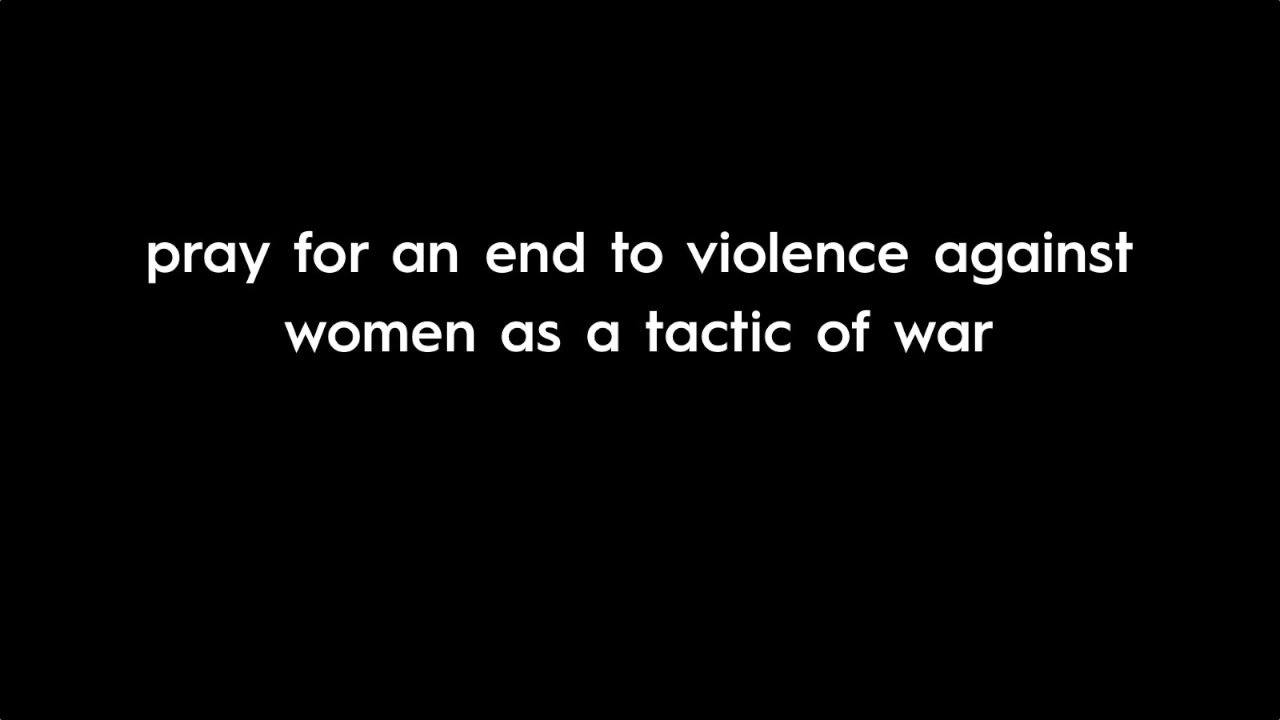 pray for an end to violence against
women as a tactic of war